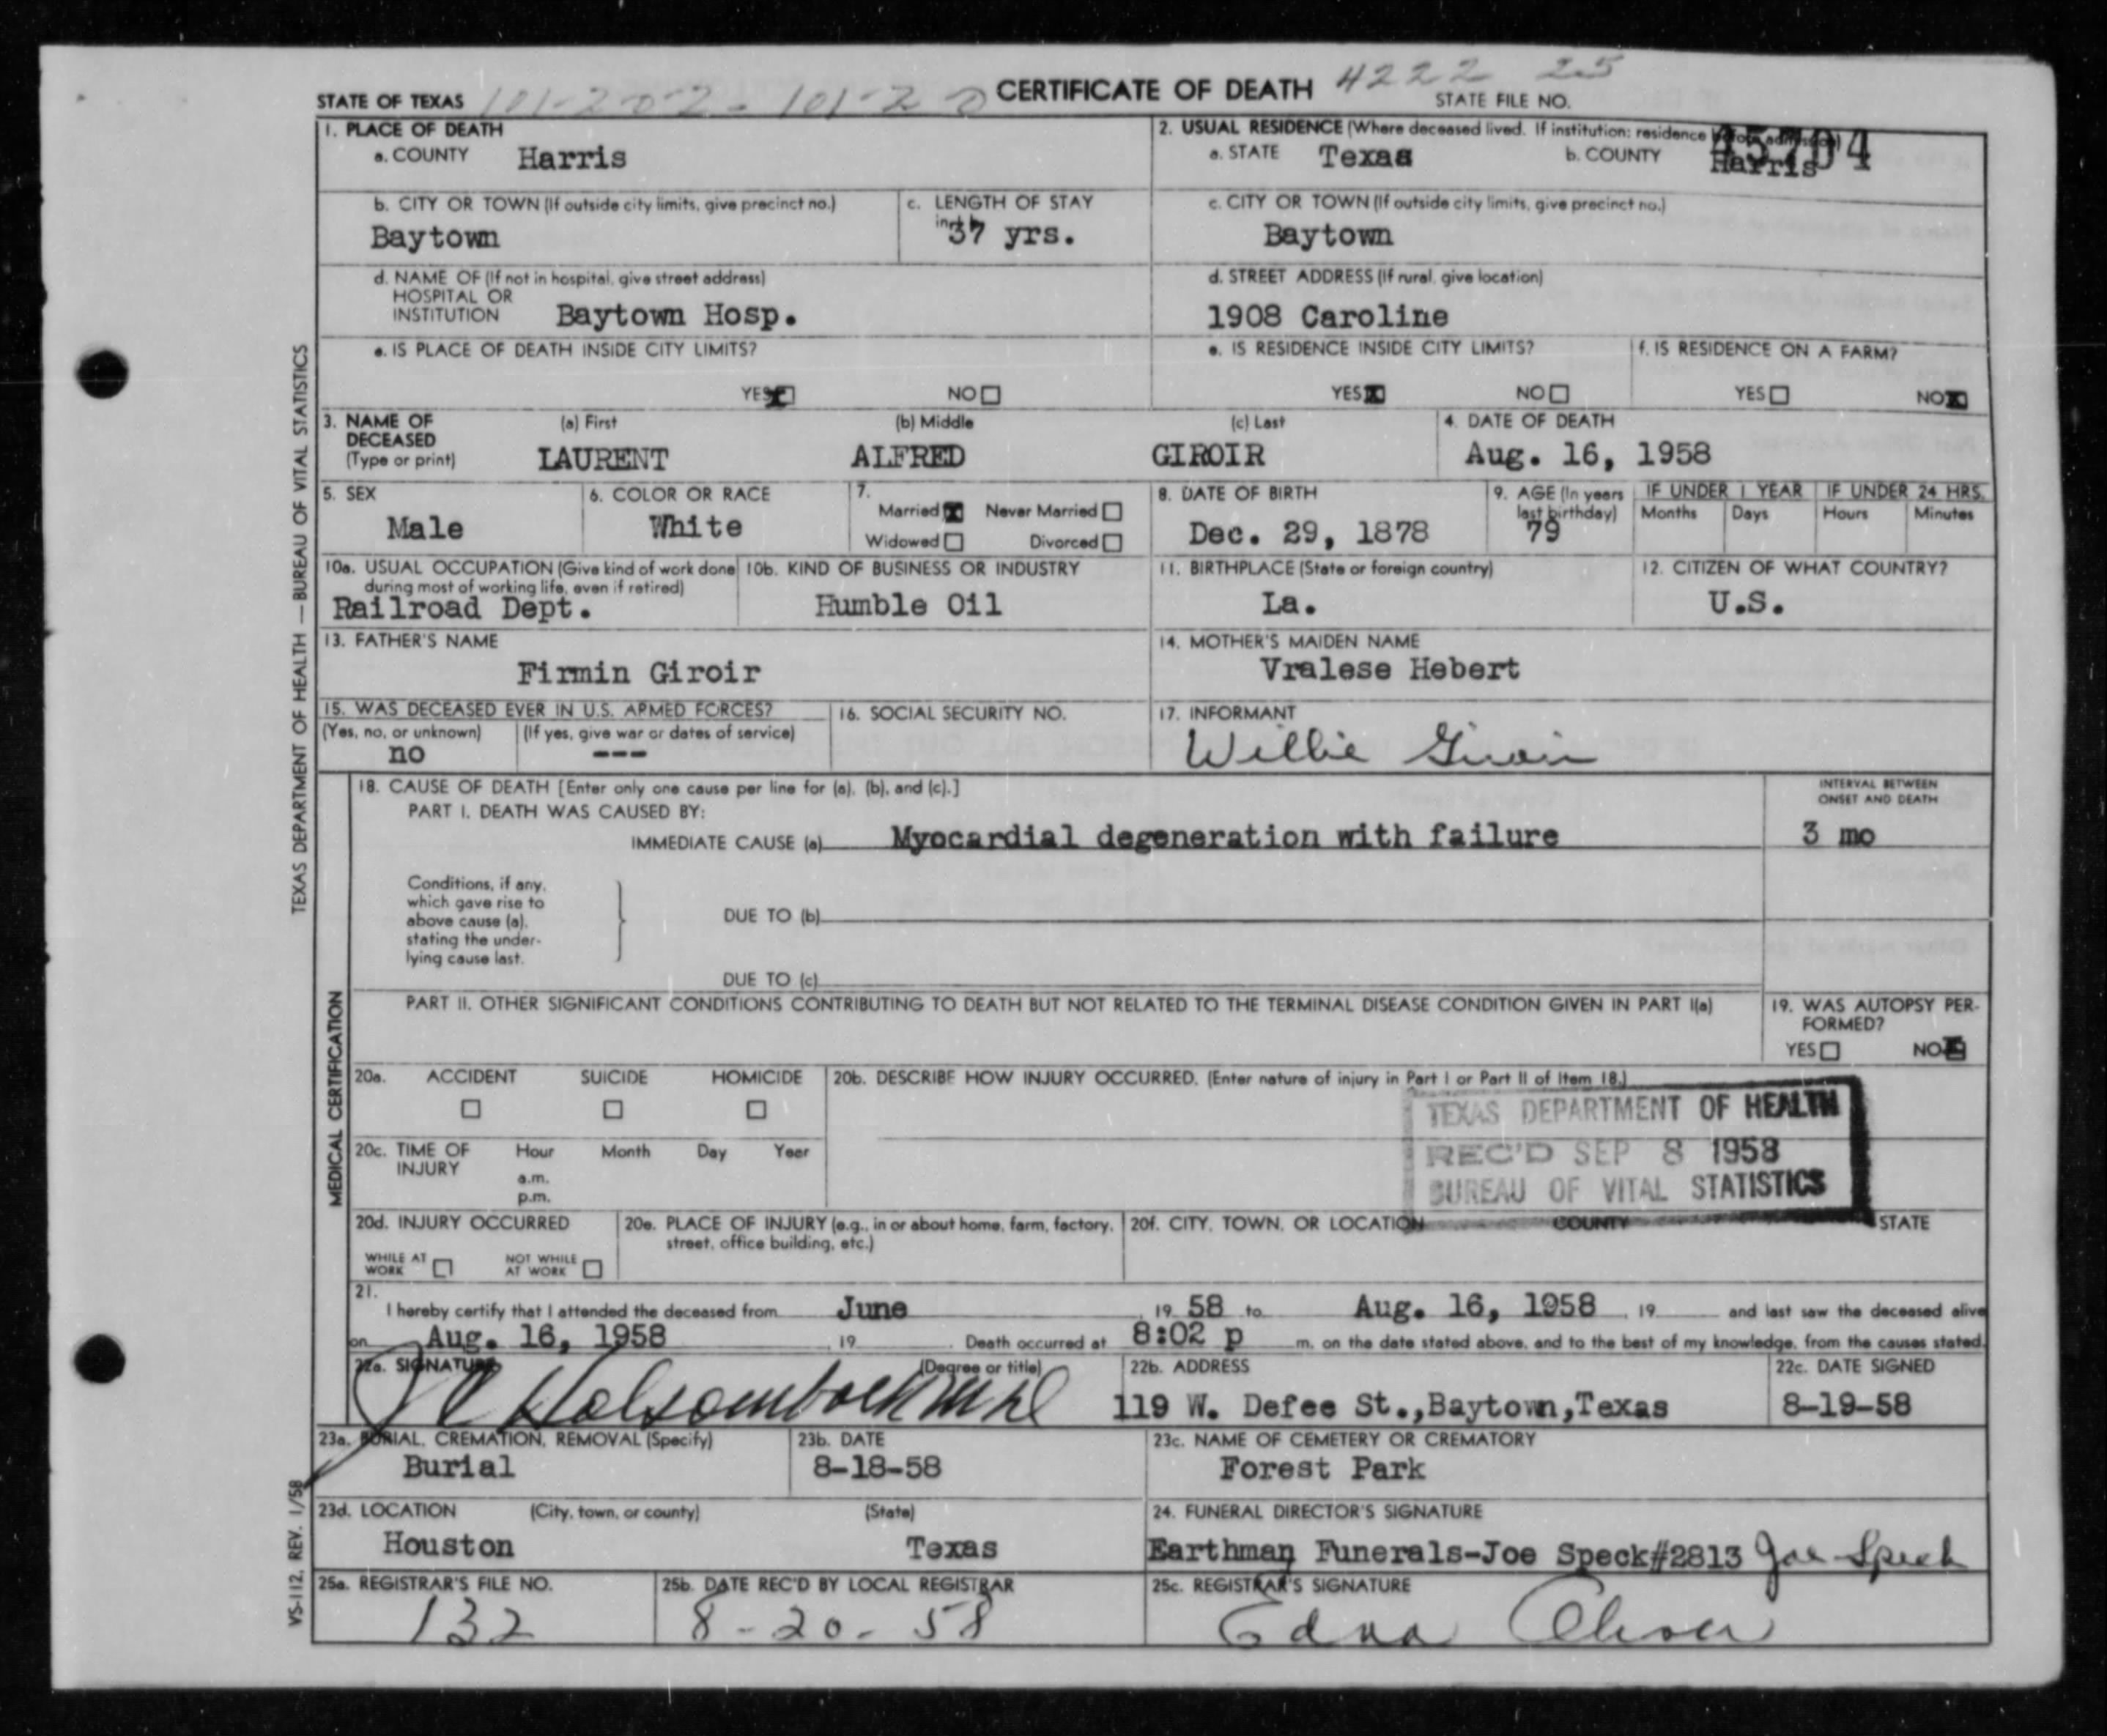 STATE OF TEXAS 101-202- 101-20 CERTIFICATE OF DEATH 4222 25
STATE FILE NO.
45704
1. PLACE OF DEATH
a. COUNTY Harris
2. USUAL RESIDENCE (Where deceased lived. If institution: residence before admission)
a. STATE Texas b. COUNTY Harris
b. CITY OR TOWN (If outside city limits, give precinct no.)
Baytown
c. LENGTH OF STAY
37 yrs.
c. CITY OR TOWN (If outside city limits, give precinct no.)
Baytown
d. NAME OF (If not in hospital, give street address)
HOSPITAL OR
INSTITUTION Baytown Hosp.
d. STREET ADDRESS (If rural, give location)
1908 Caroline
e. IS PLACE OF DEATH INSIDE CITY LIMITS?
YES NO
e. IS RESIDENCE INSIDE CITY LIMITS?
YES NO
f. IS RESIDENCE ON A FARM?
YES NO
3. NAME OF DECEASED (Type or print)
(a) First (b) Middle (c) Last
LAURENT ALFRED GIROIR
4. DATE OF DEATH
Aug. 16, 1958
5. SEX
Male
6. COLOR OR RACE
White
7.
Married Never Married
Widowed Divorced
8. DATE OF BIRTH
Dec. 29, 1878
9. AGE (In years
last birthday)
79
IF UNDER 1 YEAR
Months Days
IF UNDER 24 HRS.
Hours Minutes
10a. USUAL OCCUPATION (Give kind of work done
during most of working life, even if retired)
Railroad Dept.
10b. KIND OF BUSINESS OR INDUSTRY
Humble Oil
11. BIRTHPLACE (State or foreign country)
La.
12. CITIZEN OF WHAT COUNTRY?
U.S.
13. FATHER'S NAME
Firmin Giroir
14. MOTHER'S MAIDEN NAME
Vralese Hebert
15. WAS DECEASED EVER IN U.S. ARMED FORCES?
(Yes, no, or unknown) (If yes, give war or dates of service)
no ---
16. SOCIAL SECURITY NO.
17. INFORMANT
Willie Giroir
18. CAUSE OF DEATH [Enter only one cause per line for (a), (b), and (c).]
PART I. DEATH WAS CAUSED BY:
IMMEDIATE CAUSE (a) Myocardial degeneration with failure
INTERVAL BETWEEN
ONSET AND DEATH
3 mo
Conditions, if any,
which gave rise to
above cause (a),
stating the under-
lying cause last.
DUE TO (b)
DUE TO (c)
PART II. OTHER SIGNIFICANT CONDITIONS CONTRIBUTING TO DEATH BUT NOT RELATED TO THE TERMINAL DISEASE CONDITION GIVEN IN PART I(a)
19. WAS AUTOPSY PER-
FORMED?
YES NO
20a. ACCIDENT SUICIDE HOMICIDE
20b. DESCRIBE HOW INJURY OCCURRED. (Enter nature of injury in Part I or Part II of Item 18.)
TEXAS DEPARTMENT OF HEALTH
REC'D SEP 8 1958
BUREAU OF VITAL STATISTICS
20c. TIME OF
INJURY
Hour Month Day Year
a.m.
p.m.
20d. INJURY OCCURRED
WHILE AT
WORK
NOT WHILE
AT WORK
20e. PLACE OF INJURY (e.g., in or about home, farm, factory,
street, office building, etc.)
20f. CITY, TOWN, OR LOCATION COUNTY STATE
21.
I hereby certify that I attended the deceased from June 19 58 to Aug. 16, 1958, 19 and last saw the deceased alive
on Aug. 16, 1958, 19 . Death occurred at 8:02 p m. on the date stated above, and to the best of my knowledge, from the causes stated.
22a. SIGNATURE (Degree or title)
22b. ADDRESS
119 W. Defee St.,Baytown,Texas
22c. DATE SIGNED
8-19-58
23a. BURIAL, CREMATION, REMOVAL (Specify)
Burial
23b. DATE
8-18-58
23c. NAME OF CEMETERY OR CREMATORY
Forest Park
23d. LOCATION (City, town, or county) (State)
Houston Texas
24. FUNERAL DIRECTOR'S SIGNATURE
Earthman Funerals-Joe Speck#2813 Joe Speck
25a. REGISTRAR'S FILE NO.
132
25b. DATE REC'D BY LOCAL REGISTRAR
8-20-58
25c. REGISTRAR'S SIGNATURE
Edna Oliver
TEXAS DEPARTMENT OF HEALTH — BUREAU OF VITAL STATISTICS
MEDICAL CERTIFICATION
VS-112, REV. 1/58